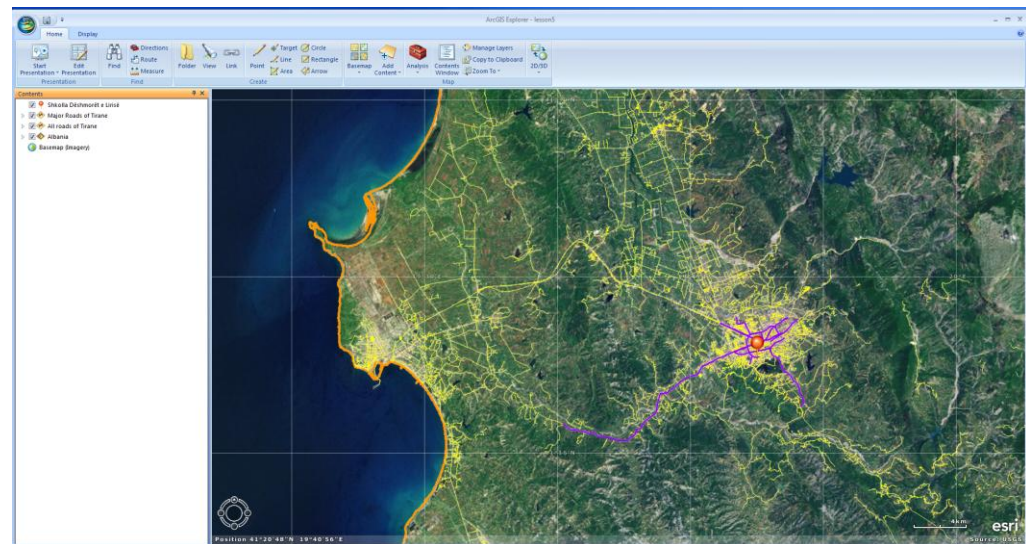 ArcGIS Explorer - lesson5
Home Display
Start Presentation
Edit Presentation
Find
Directions
Route
Measure
Folder
View
Link
Point
Target
Line
Area
Circle
Rectangle
Arrow
Basemap
Add Content
Analysis
Contents Window
Manage Layers
Copy to Clipboard
Zoom To
2D/3D
Presentation Find Create Map
Contents
Shkolla Dëshmorët e Lirisë
Major Roads of Tirane
All roads of Tirane
Albania
Basemap (Imagery)
4km
esri
Position 41°20'48"N 19°40'56"E
Source: USGS